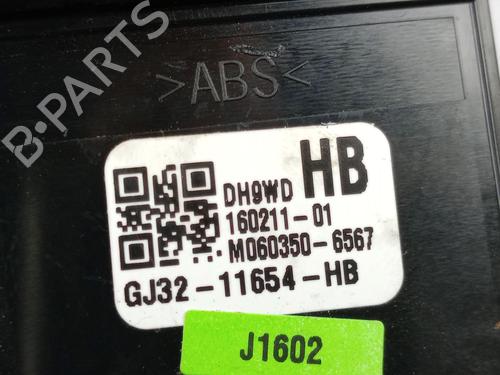 B·PARTS
>ABS<
DH9WD HB
160211-01
M060350-6567
GJ32-11654-HB
J1602